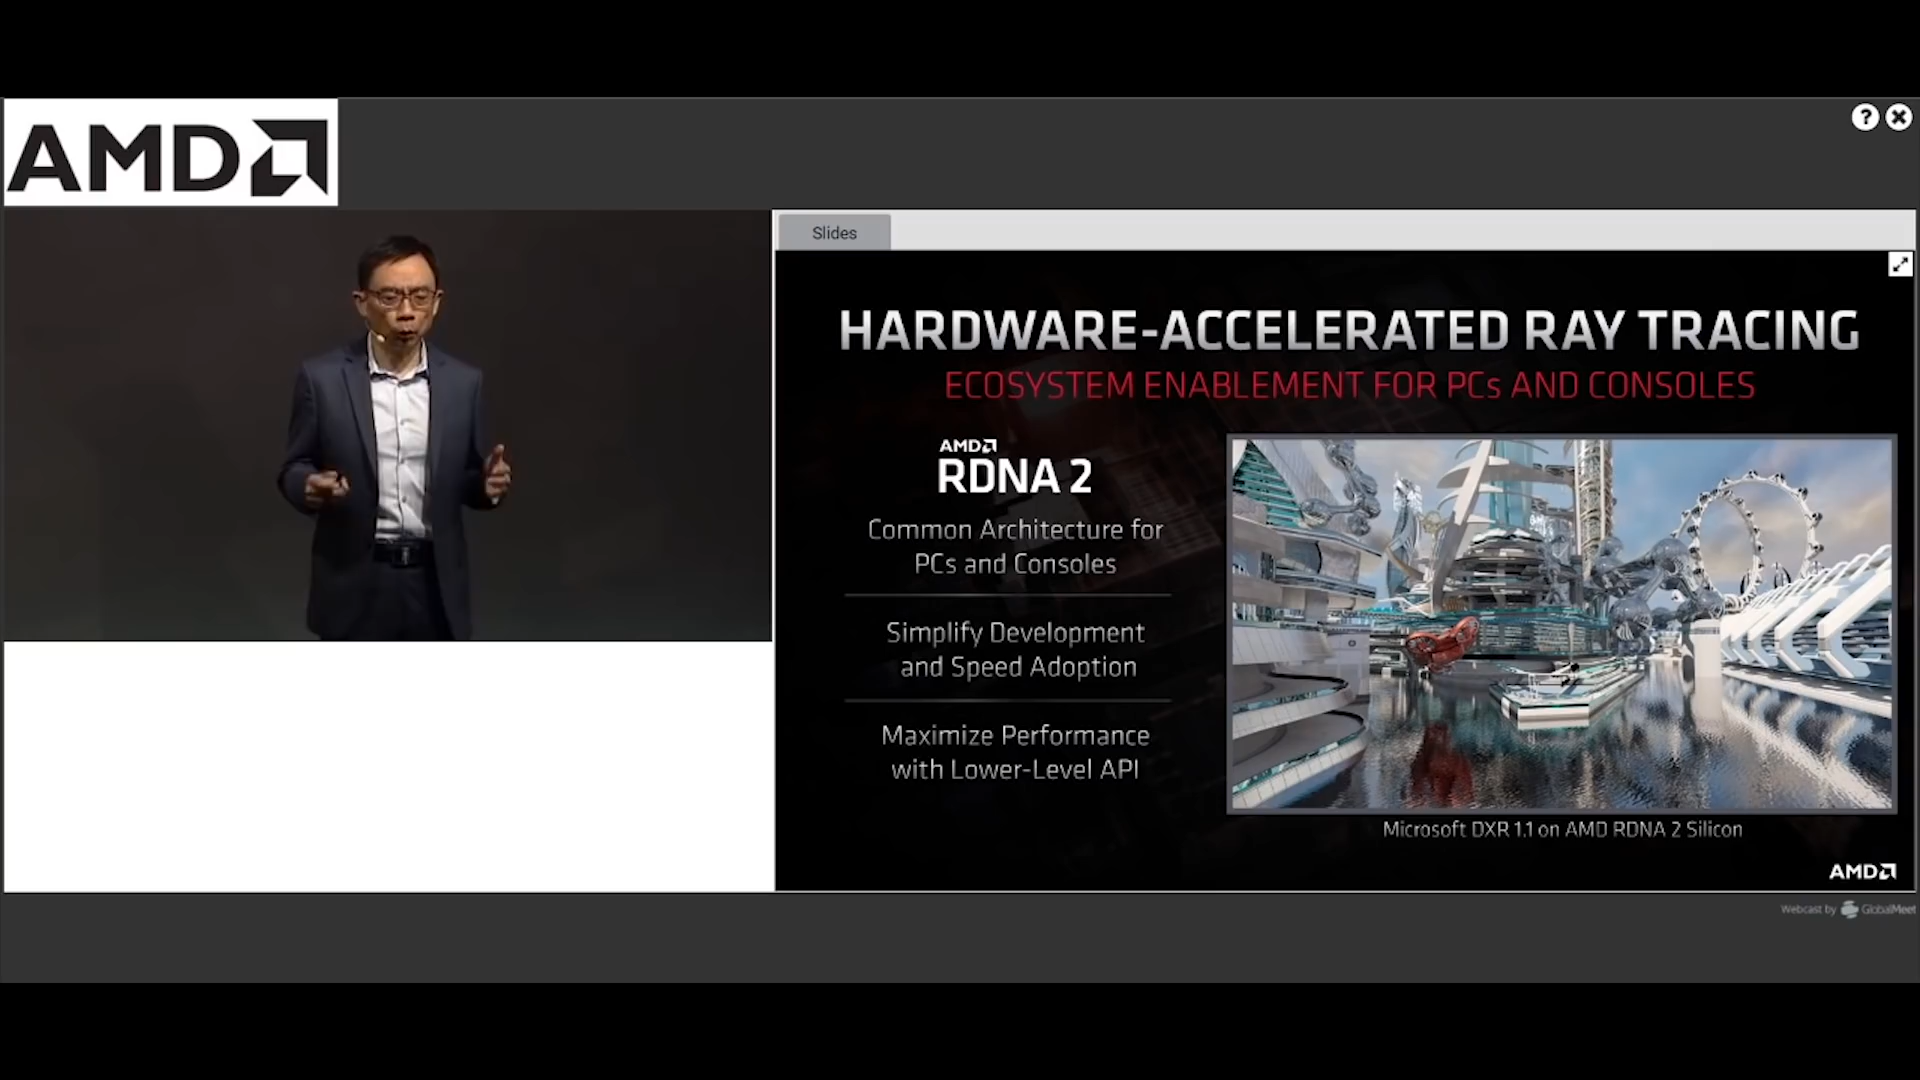 AMD
Slides
HARDWARE-ACCELERATED RAY TRACING
ECOSYSTEM ENABLEMENT FOR PCs AND CONSOLES
AMD
RDNA 2
Common Architecture for
PCs and Consoles
Simplify Development
and Speed Adoption
Maximize Performance
with Lower-Level API
Microsoft DXR 1.1 on AMD RDNA 2 Silicon
AMD
Webcast by GlobalMeet